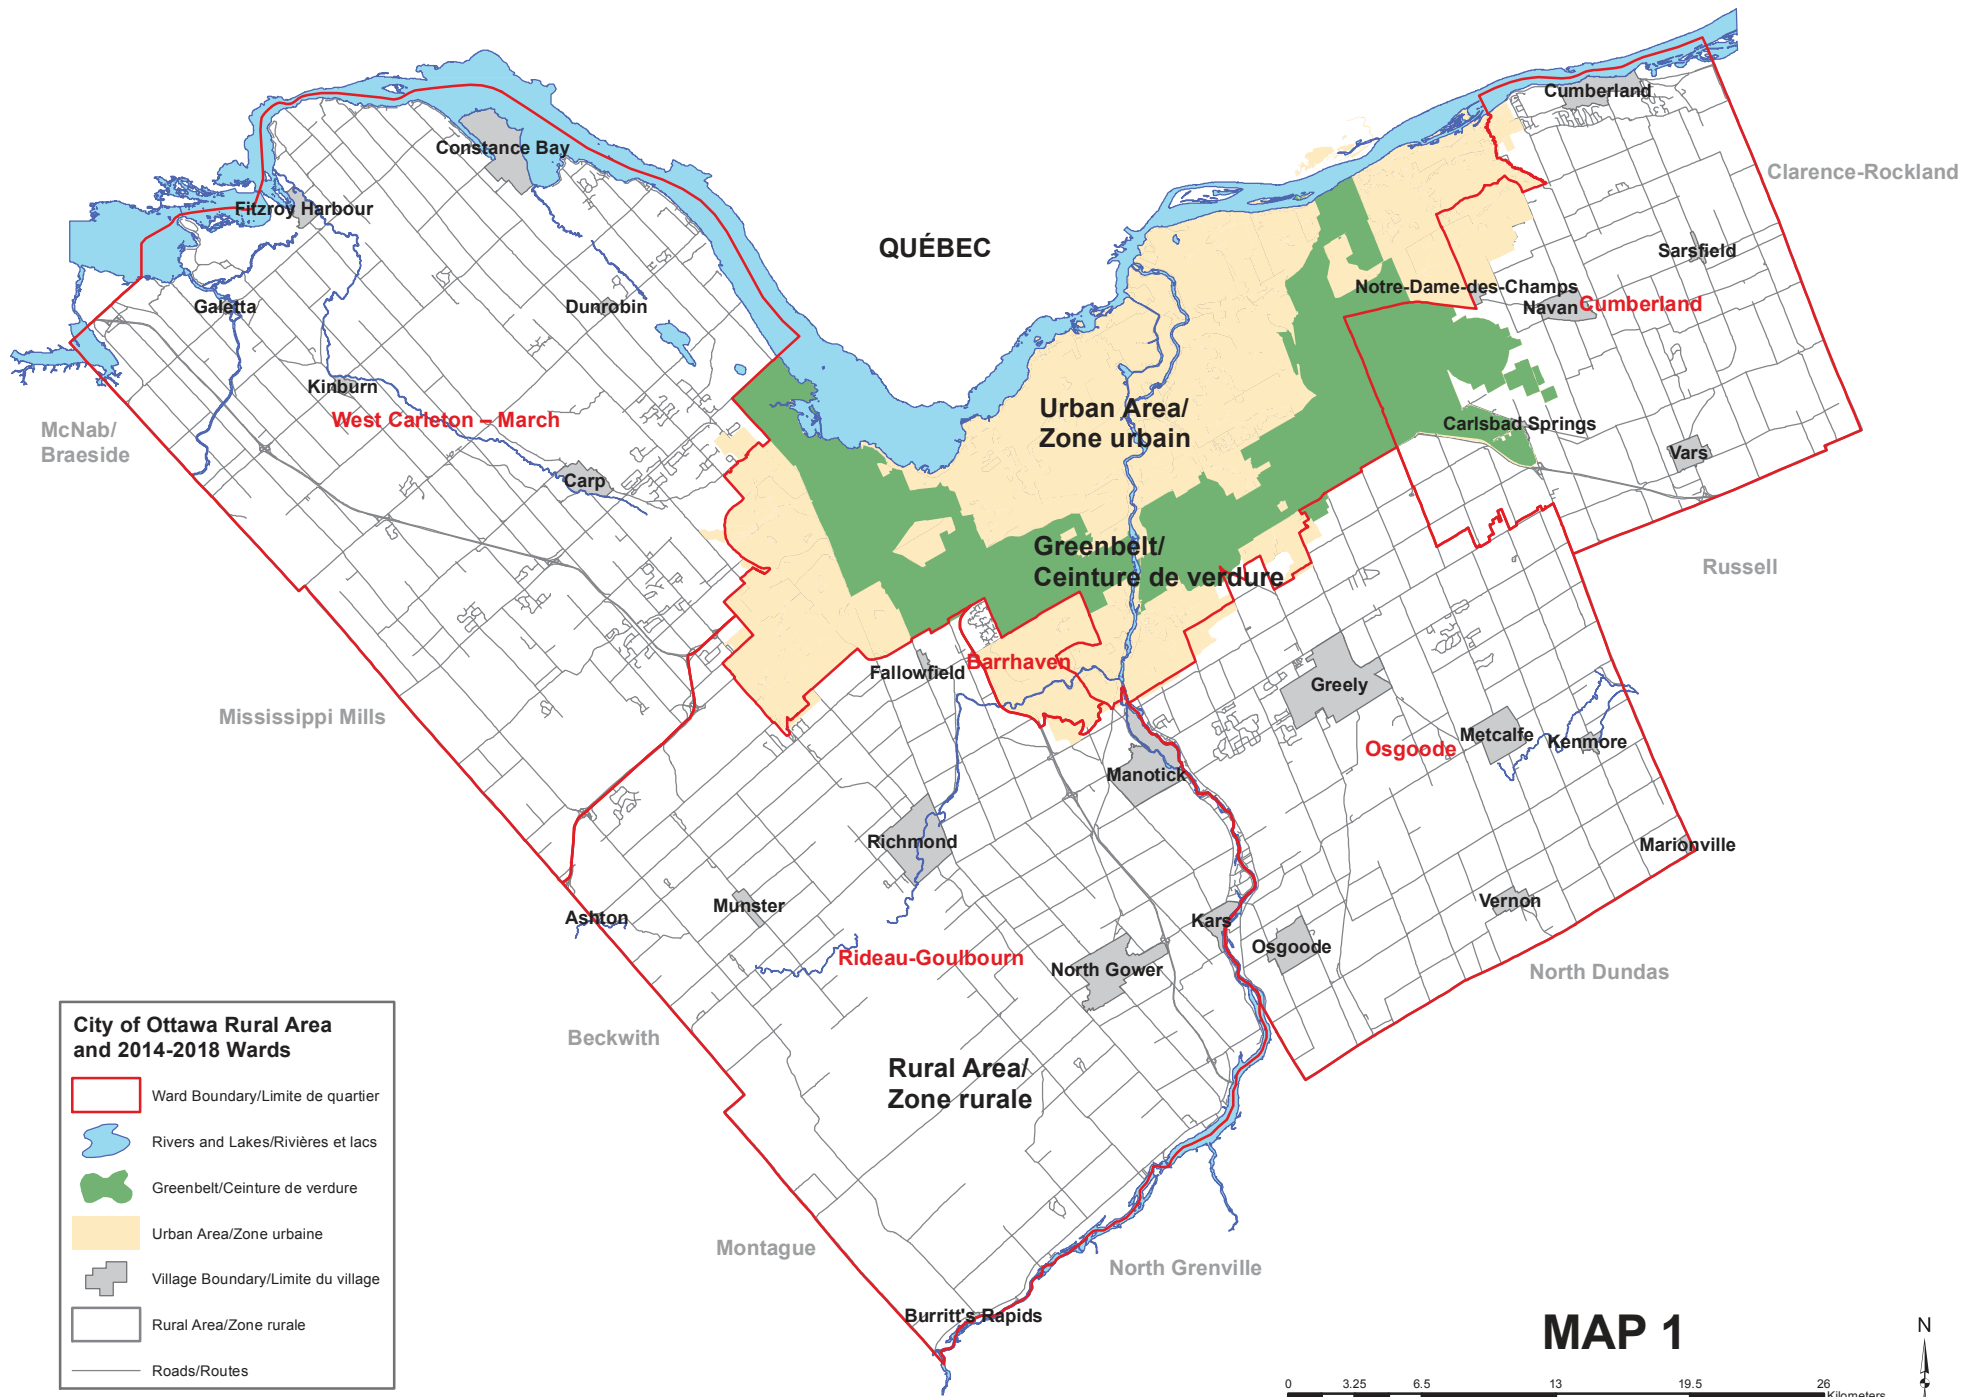 Cumberland
Constance Bay
Clarence-Rockland
Fitzroy Harbour
QUÉBEC
Sarsfield
Notre-Dame-des-Champs
Galetta
Dunrobin
Navan
Cumberland
Kinburn
West Carleton – March
Urban Area/
Zone urbain
McNab/
Braeside
Carlsbad Springs
Vars
Carp
Greenbelt/
Ceinture de verdure
Russell
Fallowfield
Barrhaven
Greely
Mississippi Mills
Metcalfe
Kenmore
Osgoode
Manotick
Richmond
Marionville
Munster
Ashton
Vernon
Kars
Osgoode
Rideau-Goulbourn
North Gower
North Dundas
Beckwith
Rural Area/
Zone rurale
Montague
North Grenville
Burritt's Rapids
City of Ottawa Rural Area
and 2014-2018 Wards
Ward Boundary/Limite de quartier
Rivers and Lakes/Rivières et lacs
Greenbelt/Ceinture de verdure
Urban Area/Zone urbaine
Village Boundary/Limite du village
Rural Area/Zone rurale
Roads/Routes
MAP 1
N
0 3.25 6.5 13 19.5 26
Kilometers